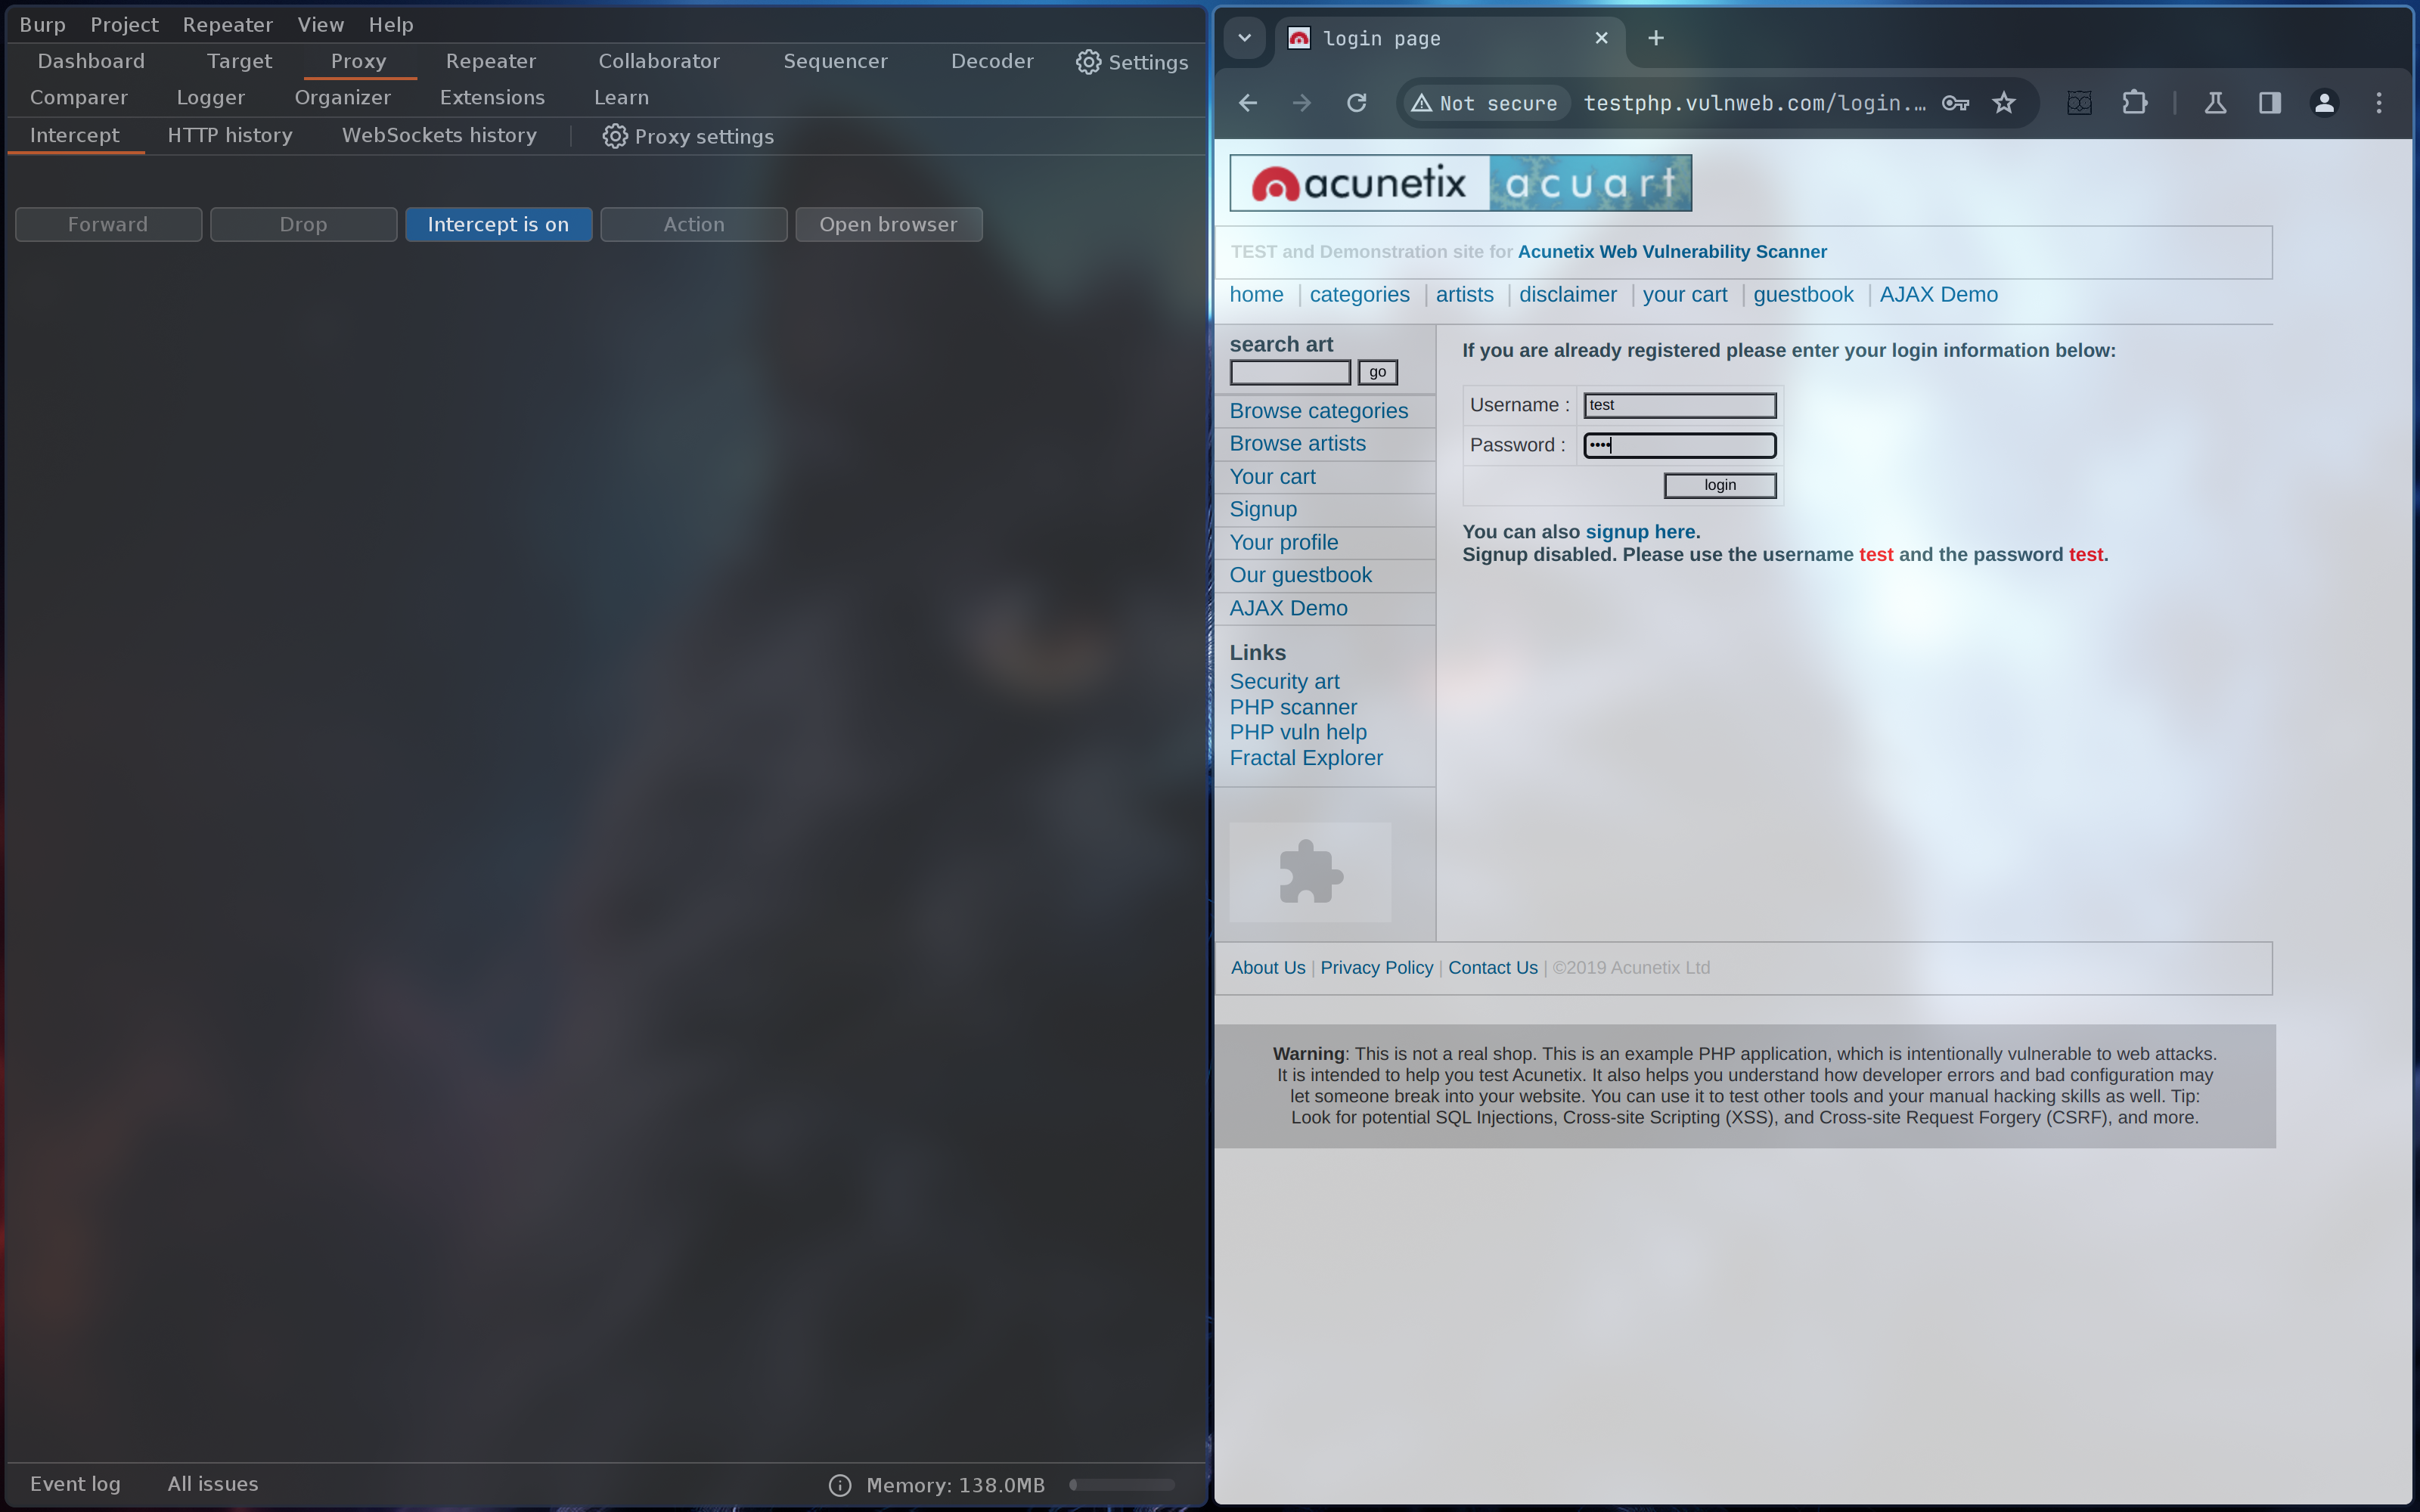 Burp Project Repeater View Help
Dashboard Target Proxy Repeater Collaborator Sequencer Decoder Settings
Comparer Logger Organizer Extensions Learn
Intercept HTTP history WebSockets history Proxy settings
Forward Drop Intercept is on Action Open browser
Event log All issues Memory: 138.0MB
login page
Not secure testphp.vulnweb.com/login.…
acunetix acuart
TEST and Demonstration site for Acunetix Web Vulnerability Scanner
home | categories | artists | disclaimer | your cart | guestbook | AJAX Demo
search art
go
Browse categories
Browse artists
Your cart
Signup
Your profile
Our guestbook
AJAX Demo
Links
Security art
PHP scanner
PHP vuln help
Fractal Explorer
If you are already registered please enter your login information below:
Username : test
Password : ••••
login
You can also signup here.
Signup disabled. Please use the username test and the password test.
About Us | Privacy Policy | Contact Us | ©2019 Acunetix Ltd
Warning: This is not a real shop. This is an example PHP application, which is intentionally vulnerable to web attacks.
It is intended to help you test Acunetix. It also helps you understand how developer errors and bad configuration may
let someone break into your website. You can use it to test other tools and your manual hacking skills as well. Tip:
Look for potential SQL Injections, Cross-site Scripting (XSS), and Cross-site Request Forgery (CSRF), and more.